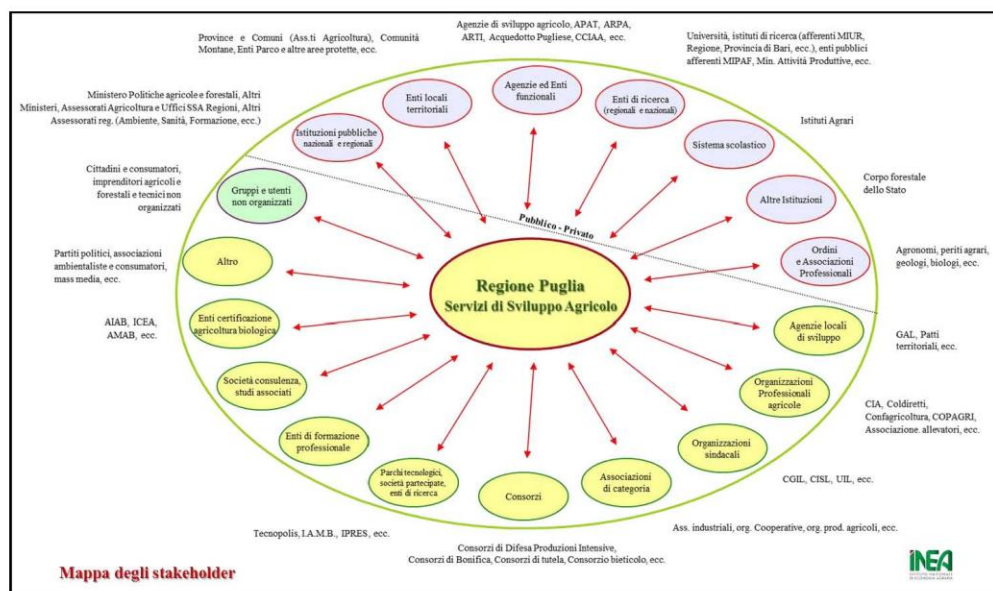 Province e Comuni (Ass.ti Agricoltura), Comunità
Montane, Enti Parco e altre aree protette, ecc.
Agenzie di sviluppo agricolo, APAT, ARPA,
ARTI, Acquedotto Pugliese, CCIAA, ecc.
Università, istituti di ricerca (afferenti MIUR,
Regione, Provincia di Bari, ecc.), enti pubblici
afferenti MIPAF, Min. Attività Produttive, ecc.
Ministero Politiche agricole e forestali, Altri
Ministeri, Assessorati Agricoltura e Uffici SSA Regioni, Altri
Assessorati reg. (Ambiente, Sanità, Formazione, ecc.)
Istituzioni pubbliche
nazionali e regionali
Enti locali
territoriali
Agenzie ed Enti
funzionali
Enti di ricerca
(regionali e nazionali)
Sistema scolastico
Istituti Agrari
Cittadini e consumatori,
imprenditori agricoli e
forestali e tecnici non
organizzati
Gruppi e utenti
non organizzati
Altre Istituzioni
Corpo forestale
dello Stato
Pubblico - Privato
Partiti politici, associazioni
ambientaliste e consumatori,
mass media, ecc.
Altro
Ordini
e Associazioni
Professionali
Agronomi, periti agrari,
geologi, biologi, ecc.
Regione Puglia
Servizi di Sviluppo Agricolo
AIAB, ICEA,
AMAB, ecc.
Enti certificazione
agricoltura biologica
Agenzie locali
di sviluppo
GAL, Patti
territoriali, ecc.
Società consulenza,
studi associati
Organizzazioni
Professionali
agricole
CIA, Coldiretti,
Confagricoltura, COPAGRI,
Associazione. allevatori, ecc.
Enti di formazione
professionale
Organizzazioni
sindacali
CGIL, CISL, UIL, ecc.
Parchi tecnologici,
società partecipate,
enti di ricerca
Consorzi
Associazioni
di categoria
Tecnopolis, I.A.M.B., IPRES, ecc.
Ass. industriali, org. Cooperative, org. prod. agricoli, ecc.
Consorzi di Difesa Produzioni Intensive,
Consorzi di Bonifica, Consorzi di tutela, Consorzio bieticolo, ecc.
Mappa degli stakeholder
INEA
ISTITUTO NAZIONALE
DI ECONOMIA AGRARIA